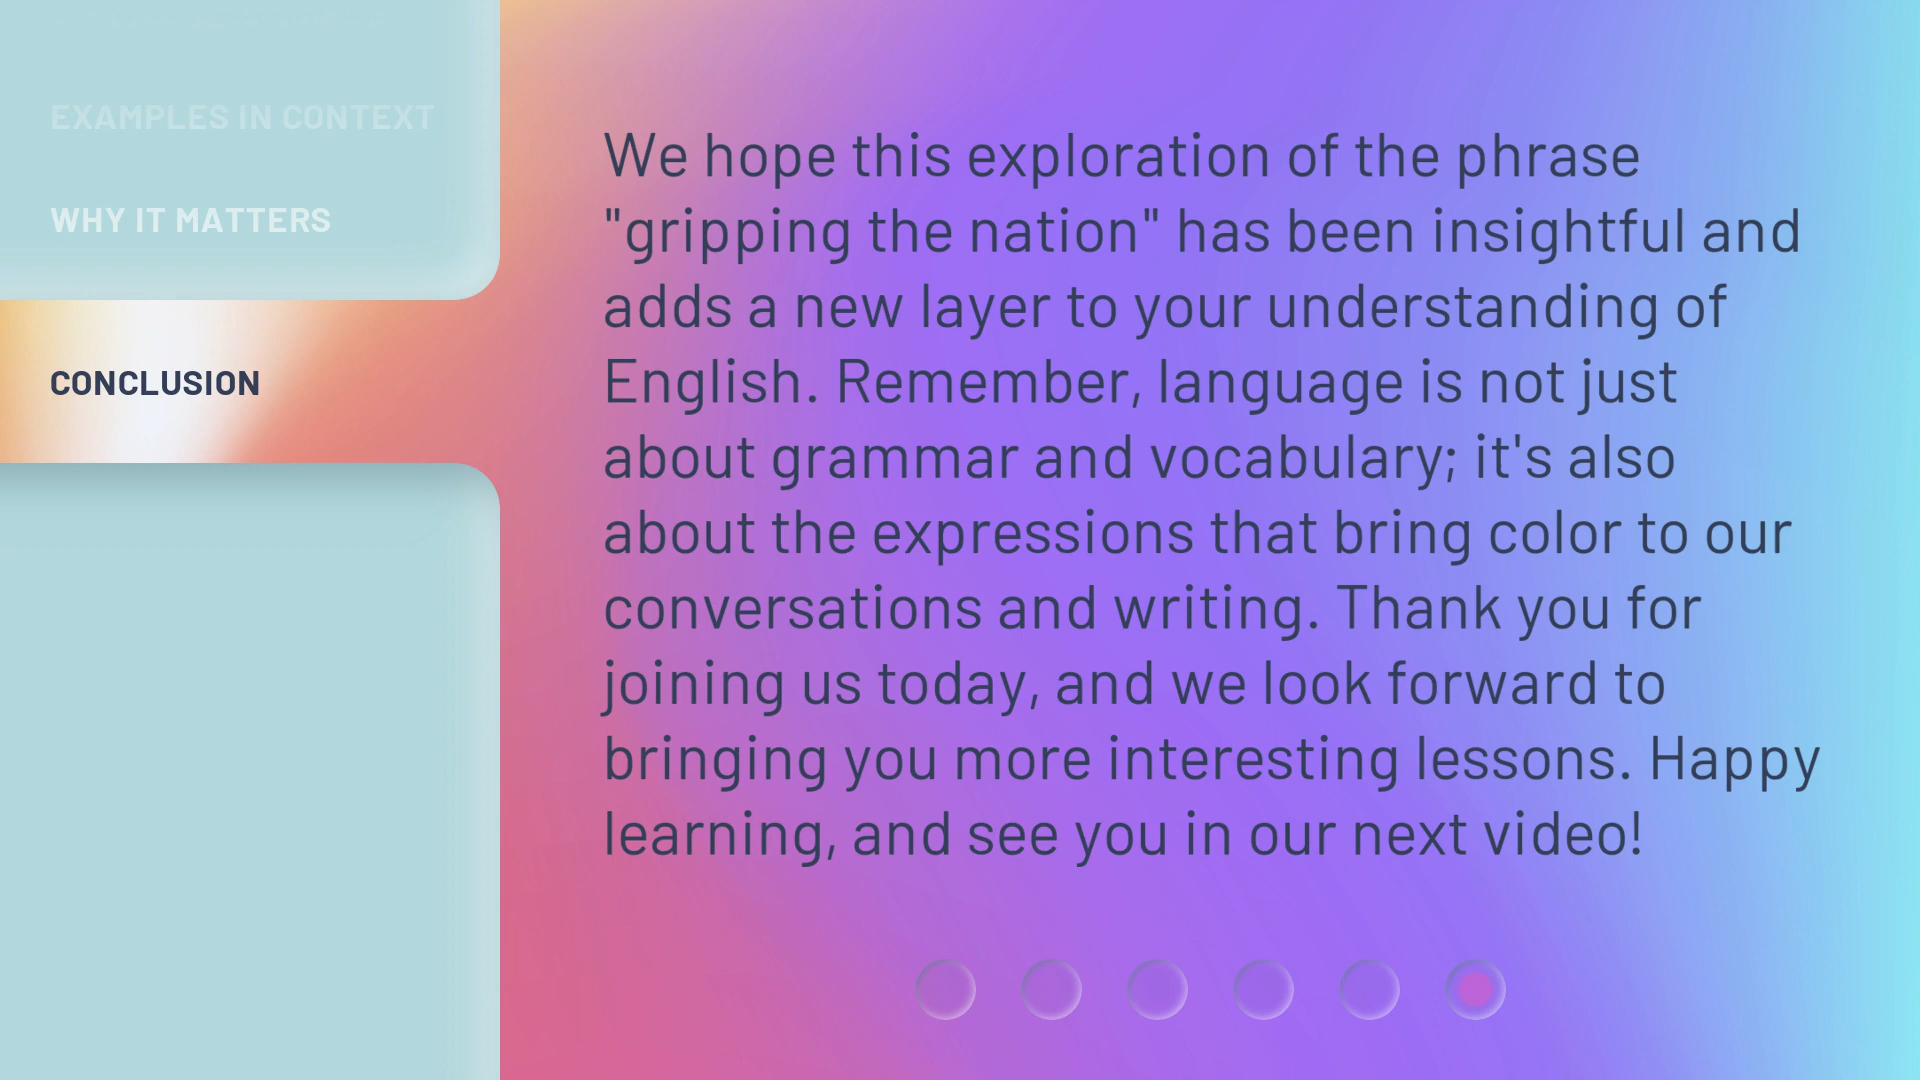 EXAMPLES IN CONTEXT
WHY IT MATTERS
CONCLUSION
We hope this exploration of the phrase
"gripping the nation" has been insightful and
adds a new layer to your understanding of
English. Remember, language is not just
about grammar and vocabulary; it's also
about the expressions that bring color to our
conversations and writing. Thank you for
joining us today, and we look forward to
bringing you more interesting lessons. Happy
learning, and see you in our next video!